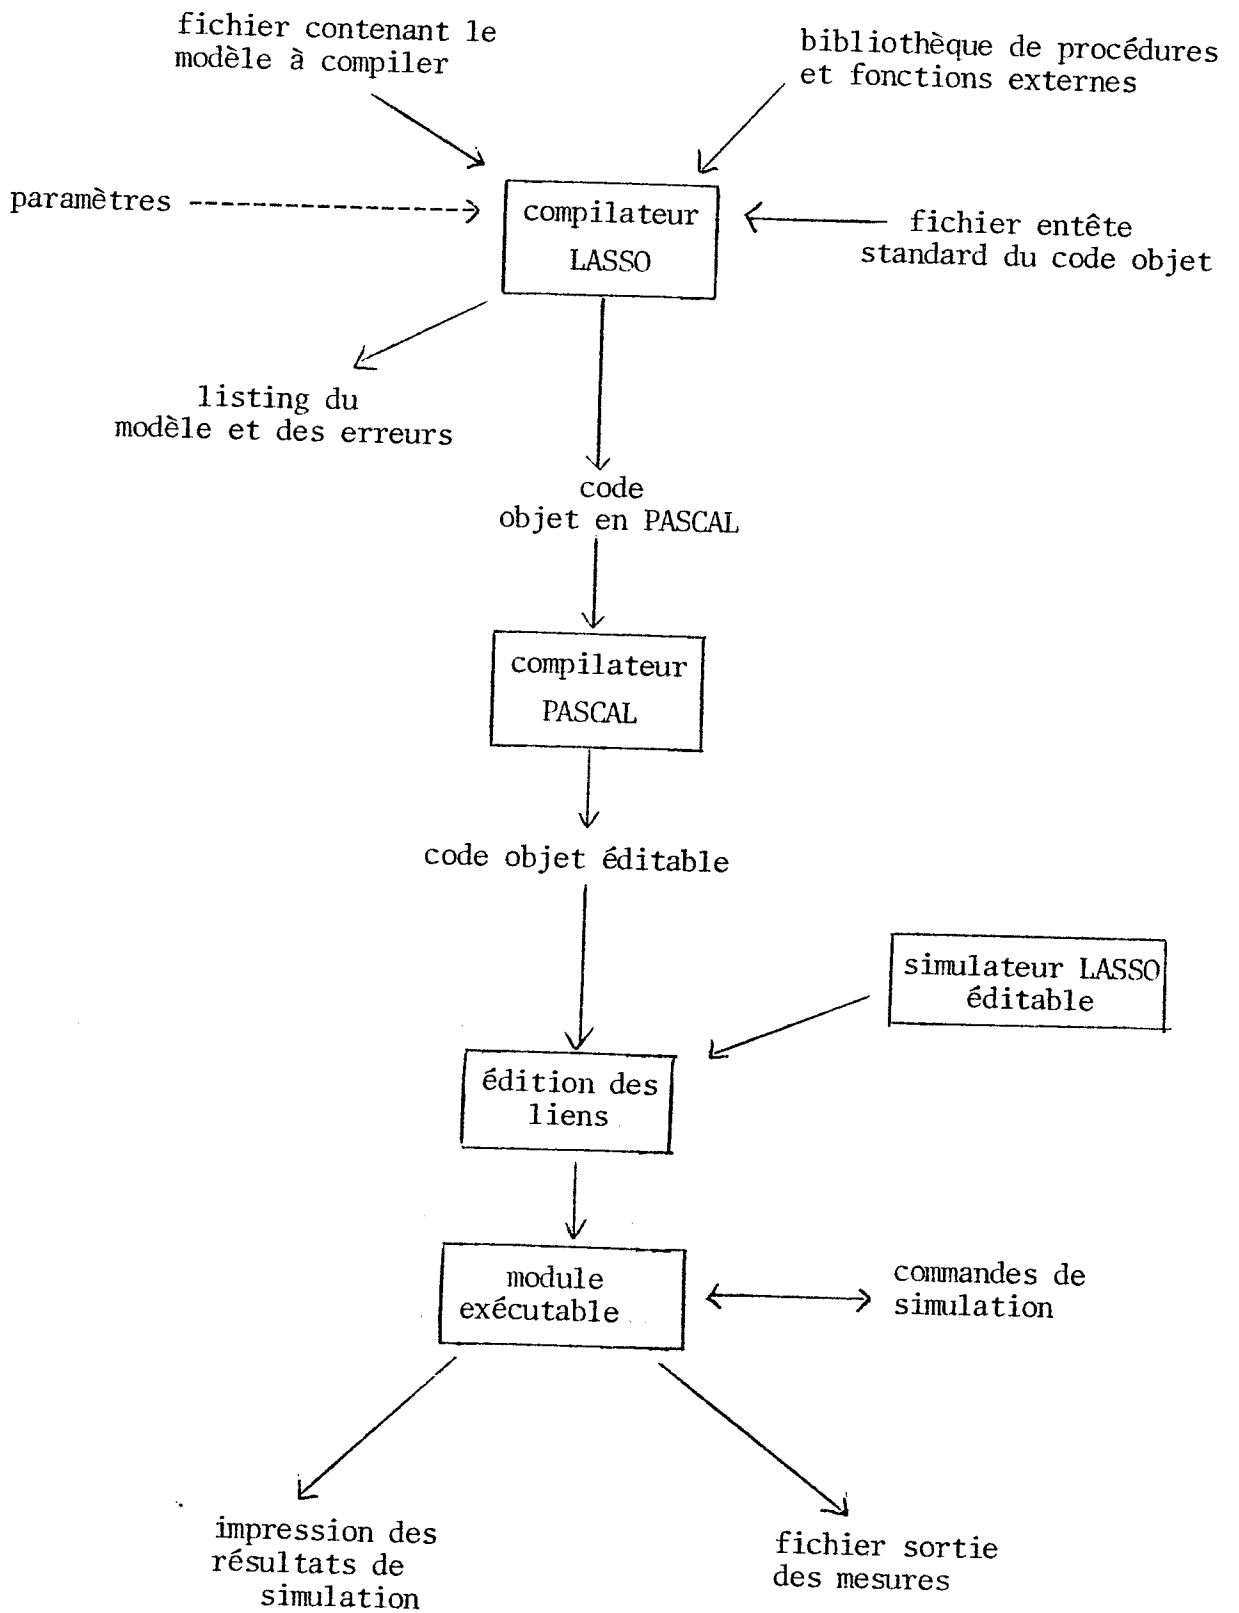 fichier contenant le
modèle à compiler
bibliothèque de procédures
et fonctions externes
paramètres
compilateur
LASSO
fichier entête
standard du code objet
listing du
modèle et des erreurs
code
objet en PASCAL
compilateur
PASCAL
code objet éditable
simulateur LASSO
éditable
édition des
liens
module
exécutable
commandes de
simulation
impression des
résultats de
simulation
fichier sortie
des mesures